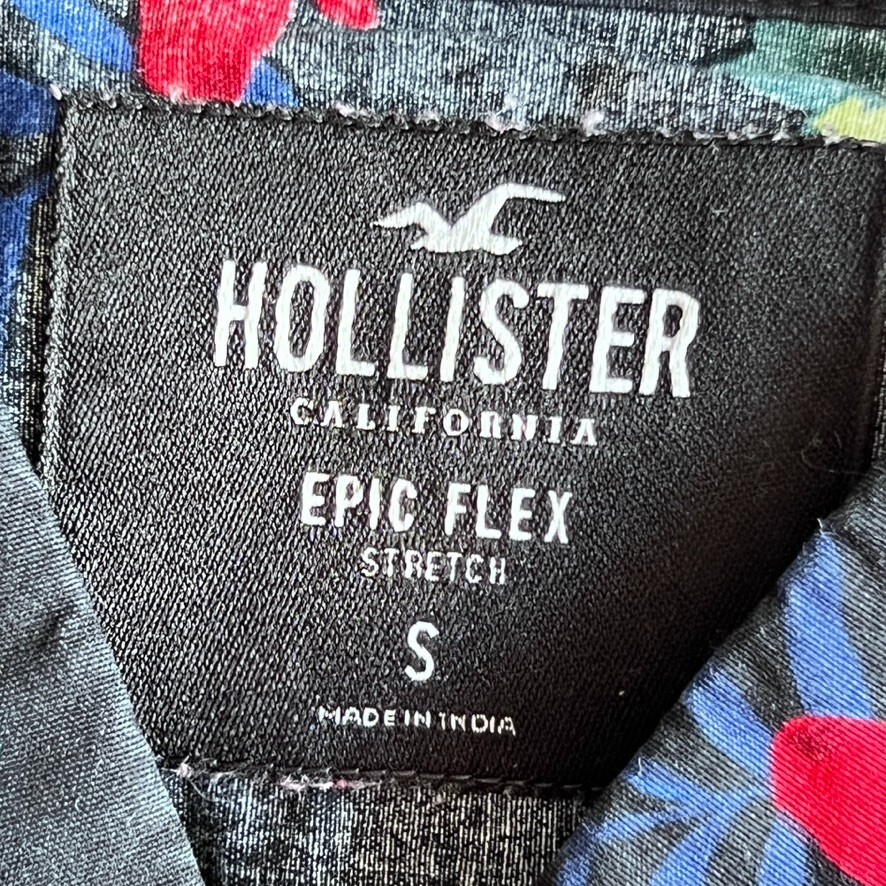 HOLLISTER
CALIFORNIA
EPIC FLEX
STRETCH
S
MADE IN INDIA